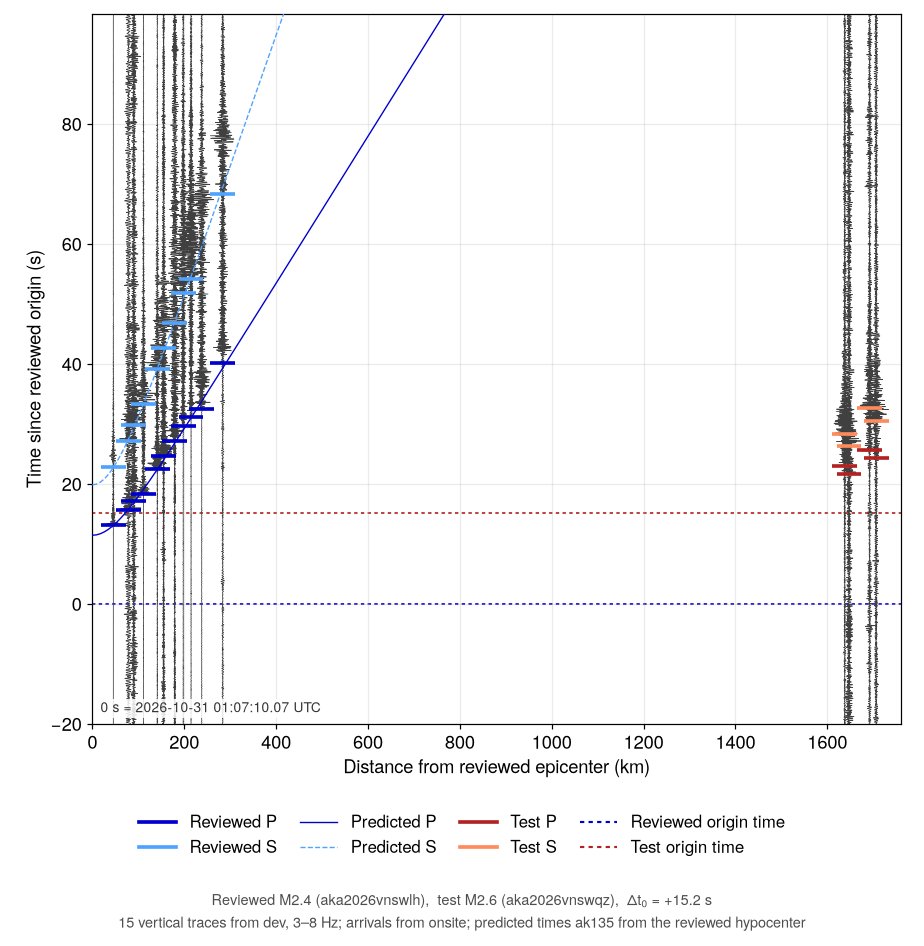 Time since reviewed origin (s)
80
60
40
20
0
−20
0 s = 2026-10-31 01:07:10.07 UTC
0 200 400 600 800 1000 1200 1400 1600
Distance from reviewed epicenter (km)
Reviewed P Predicted P Test P Reviewed origin time
Reviewed S Predicted S Test S Test origin time
Reviewed M2.4 (aka2026vnswlh), test M2.6 (aka2026vnswqz), Δt₀ = +15.2 s
15 vertical traces from dev, 3–8 Hz; arrivals from onsite; predicted times ak135 from the reviewed hypocenter